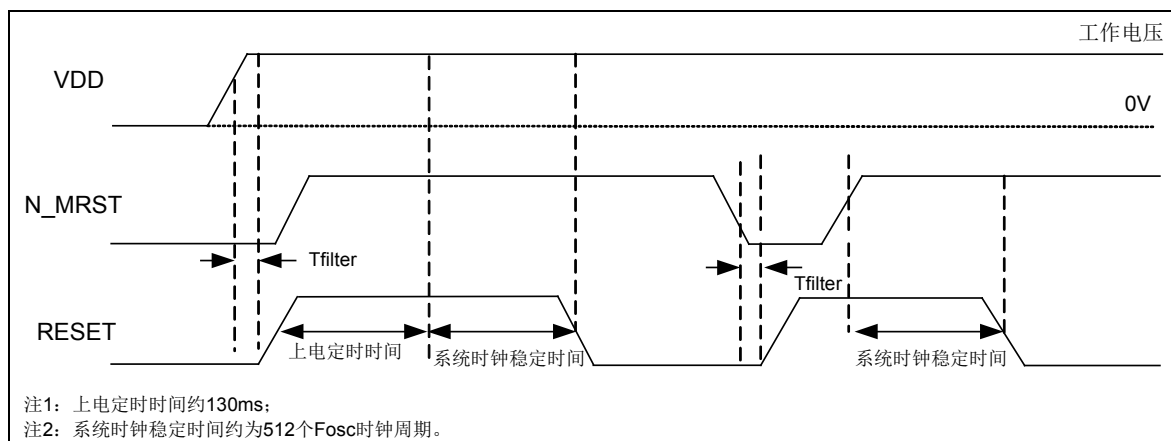 工作电压
VDD
0V
N_MRST
Tfilter
Tfilter
RESET
上电定时时间
系统时钟稳定时间
系统时钟稳定时间
注1：上电定时时间约130ms；
注2：系统时钟稳定时间约为512个Fosc时钟周期。